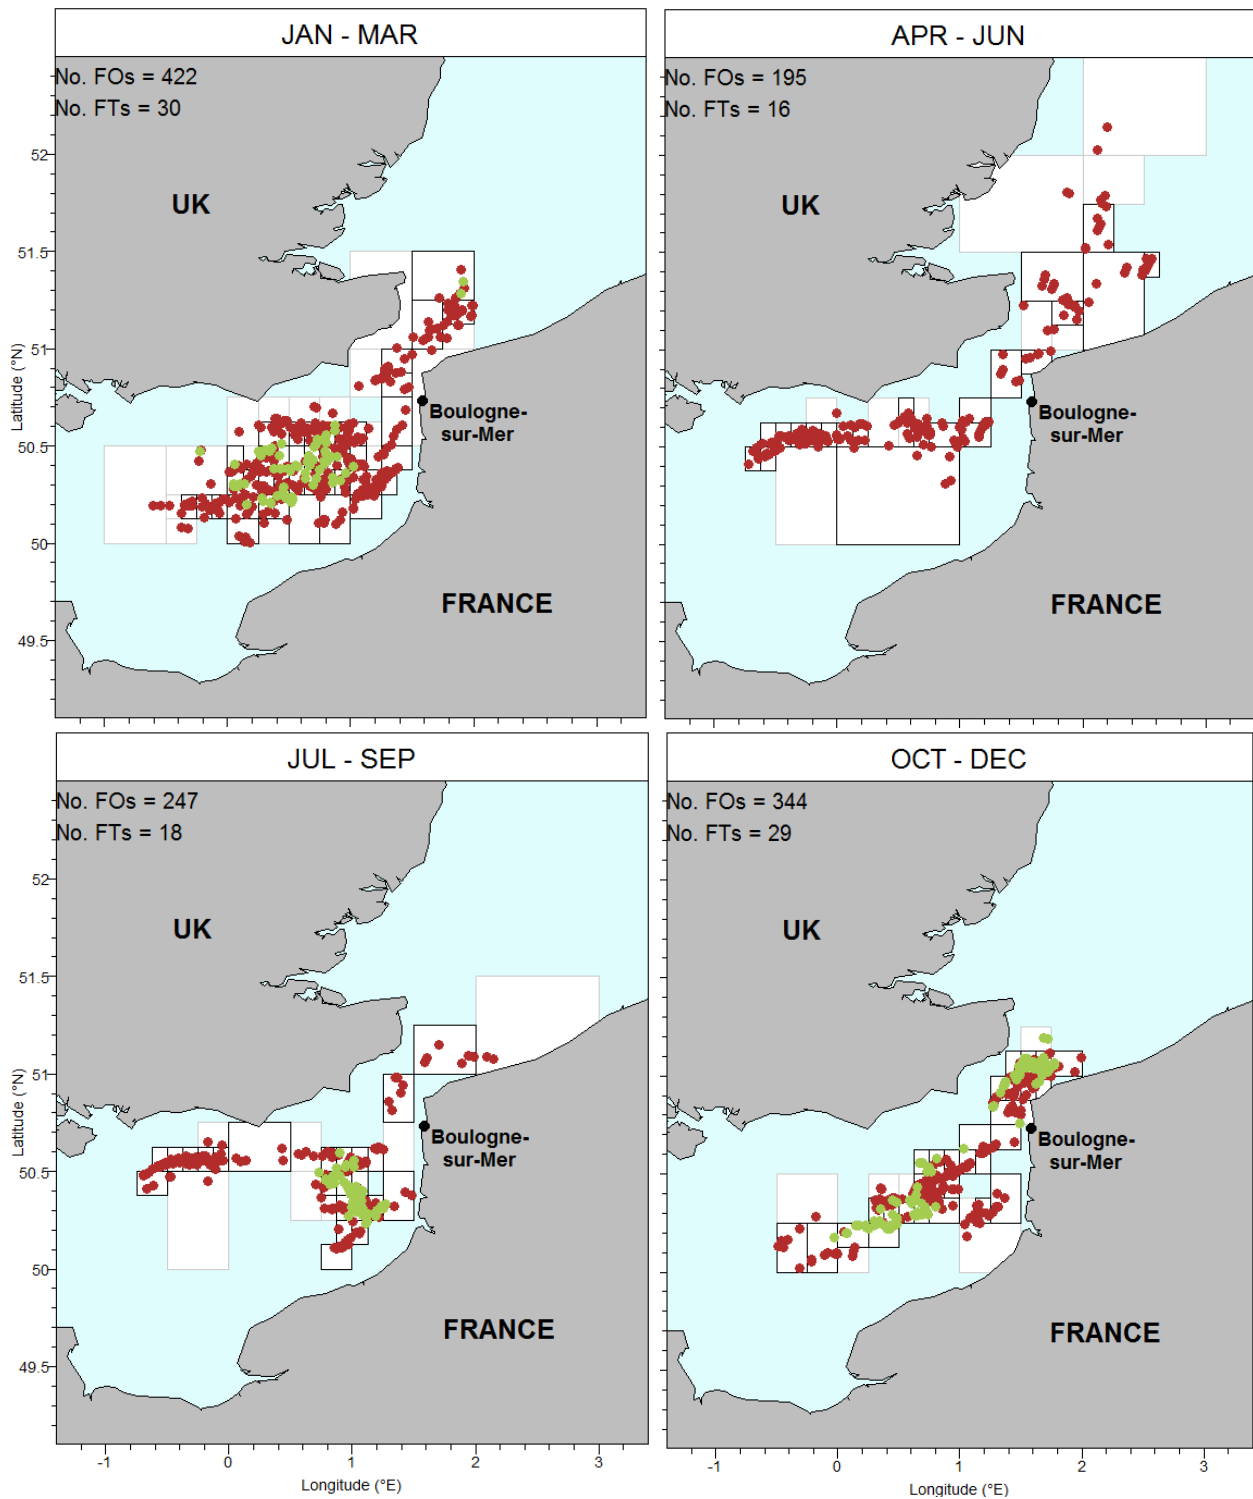 JAN - MAR
No. FOs = 422
No. FTs = 30
UK
Boulogne-
sur-Mer
FRANCE
52
51.5
51
50.5
50
49.5
Latitude (°N)
APR - JUN
No. FOs = 195
No. FTs = 16
UK
Boulogne-
sur-Mer
FRANCE
JUL - SEP
No. FOs = 247
No. FTs = 18
UK
Boulogne-
sur-Mer
FRANCE
52
51.5
51
50.5
50
49.5
Latitude (°N)
-1
0
1
2
3
Longitude (°E)
OCT - DEC
No. FOs = 344
No. FTs = 29
UK
Boulogne-
sur-Mer
FRANCE
-1
0
1
2
3
Longitude (°E)